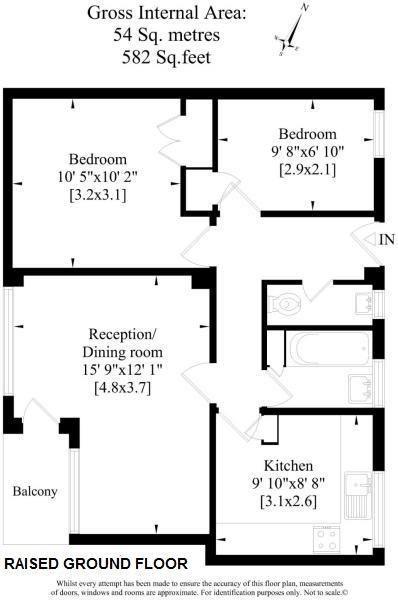 Gross Internal Area:
54 Sq. metres
582 Sq.feet
N
W
E
S
Bedroom
10' 5"x10' 2"
[3.2x3.1]
Bedroom
9' 8"x6' 10"
[2.9x2.1]
IN
Reception/
Dining room
15' 9"x12' 1"
[4.8x3.7]
Balcony
Kitchen
9' 10"x8' 8"
[3.1x2.6]
RAISED GROUND FLOOR
Whilst every attempt has been made to ensure the accuracy of this floor plan, measurements
of doors, windows and rooms are approximate. For identification purposes only. Not to scale.©